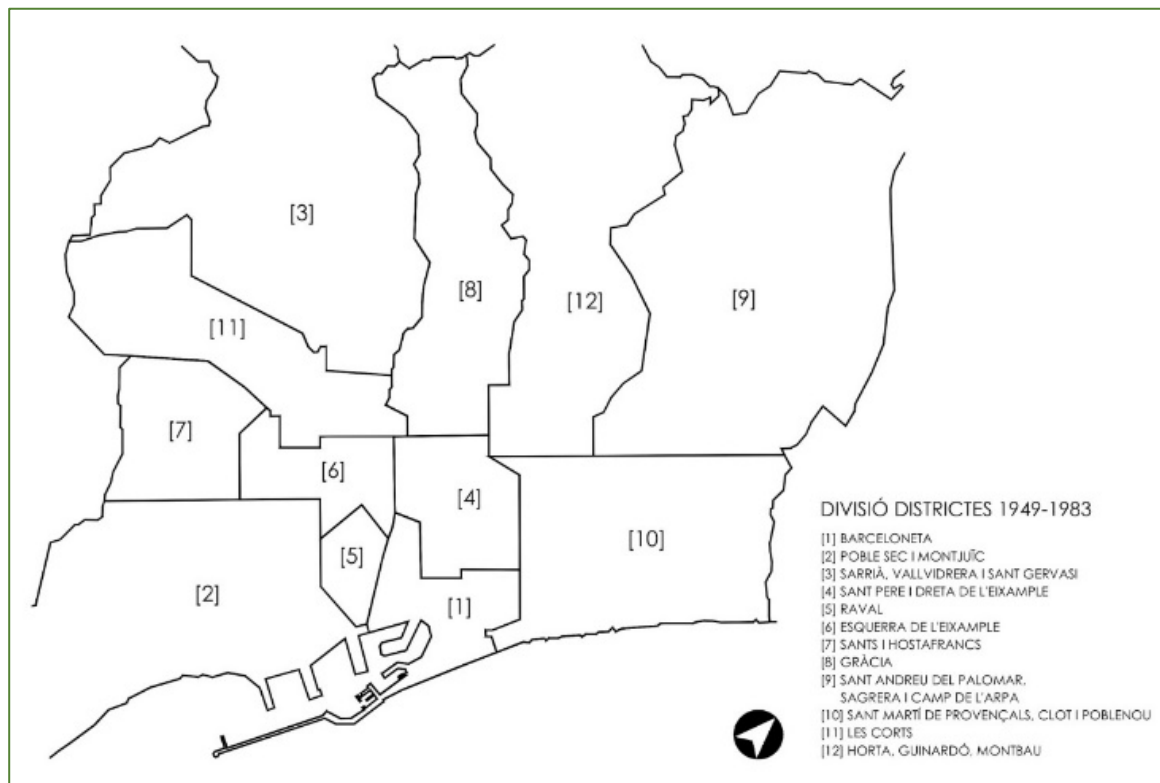 [3]
[8]
[12]
[9]
[11]
[7]
[6]
[4]
[10]
[5]
[2]
[1]
DIVISIÓ DISTRICTES 1949-1983
[1] BARCELONETA
[2] POBLE SEC I MONTJUÏC
[3] SARRIÀ, VALLVIDRERA I SANT GERVASI
[4] SANT PERE I DRETA DE L'EIXAMPLE
[5] RAVAL
[6] ESQUERRA DE L'EIXAMPLE
[7] SANTS I HOSTAFRANCS
[8] GRÀCIA
[9] SANT ANDREU DEL PALOMAR,
SAGRERA I CAMP DE L'ARPA
[10] SANT MARTÍ DE PROVENÇALS, CLOT I POBLENOU
[11] LES CORTS
[12] HORTA, GUINARDÓ, MONTBAU